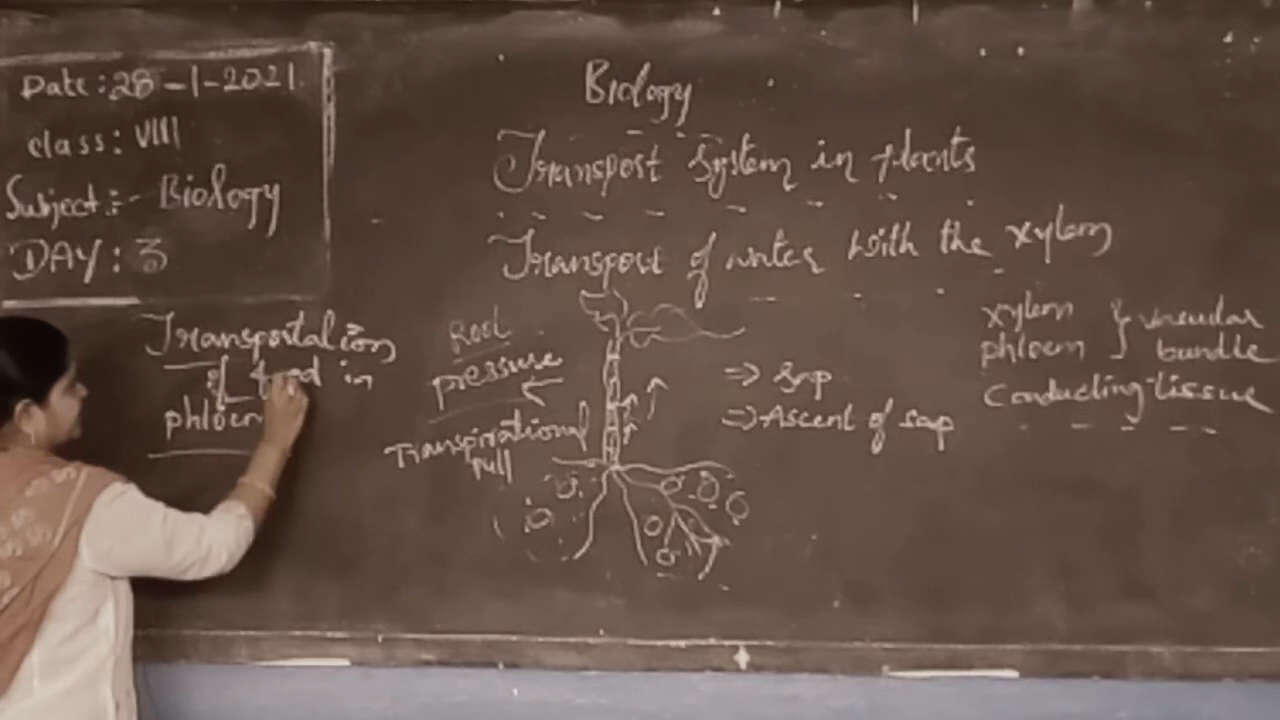 Date: 28-1-2021.
class: VIII
Subject:- Biology
DAY: 3
Biology
Transport system in plants
Transport of water with the xylem
Transportation
of food in
phloem
Root
pressure
Transpirational
pull
⇒ sap
⇒ Ascent of sap
xylem } vascular
phloem } bundle
Conducting tissue